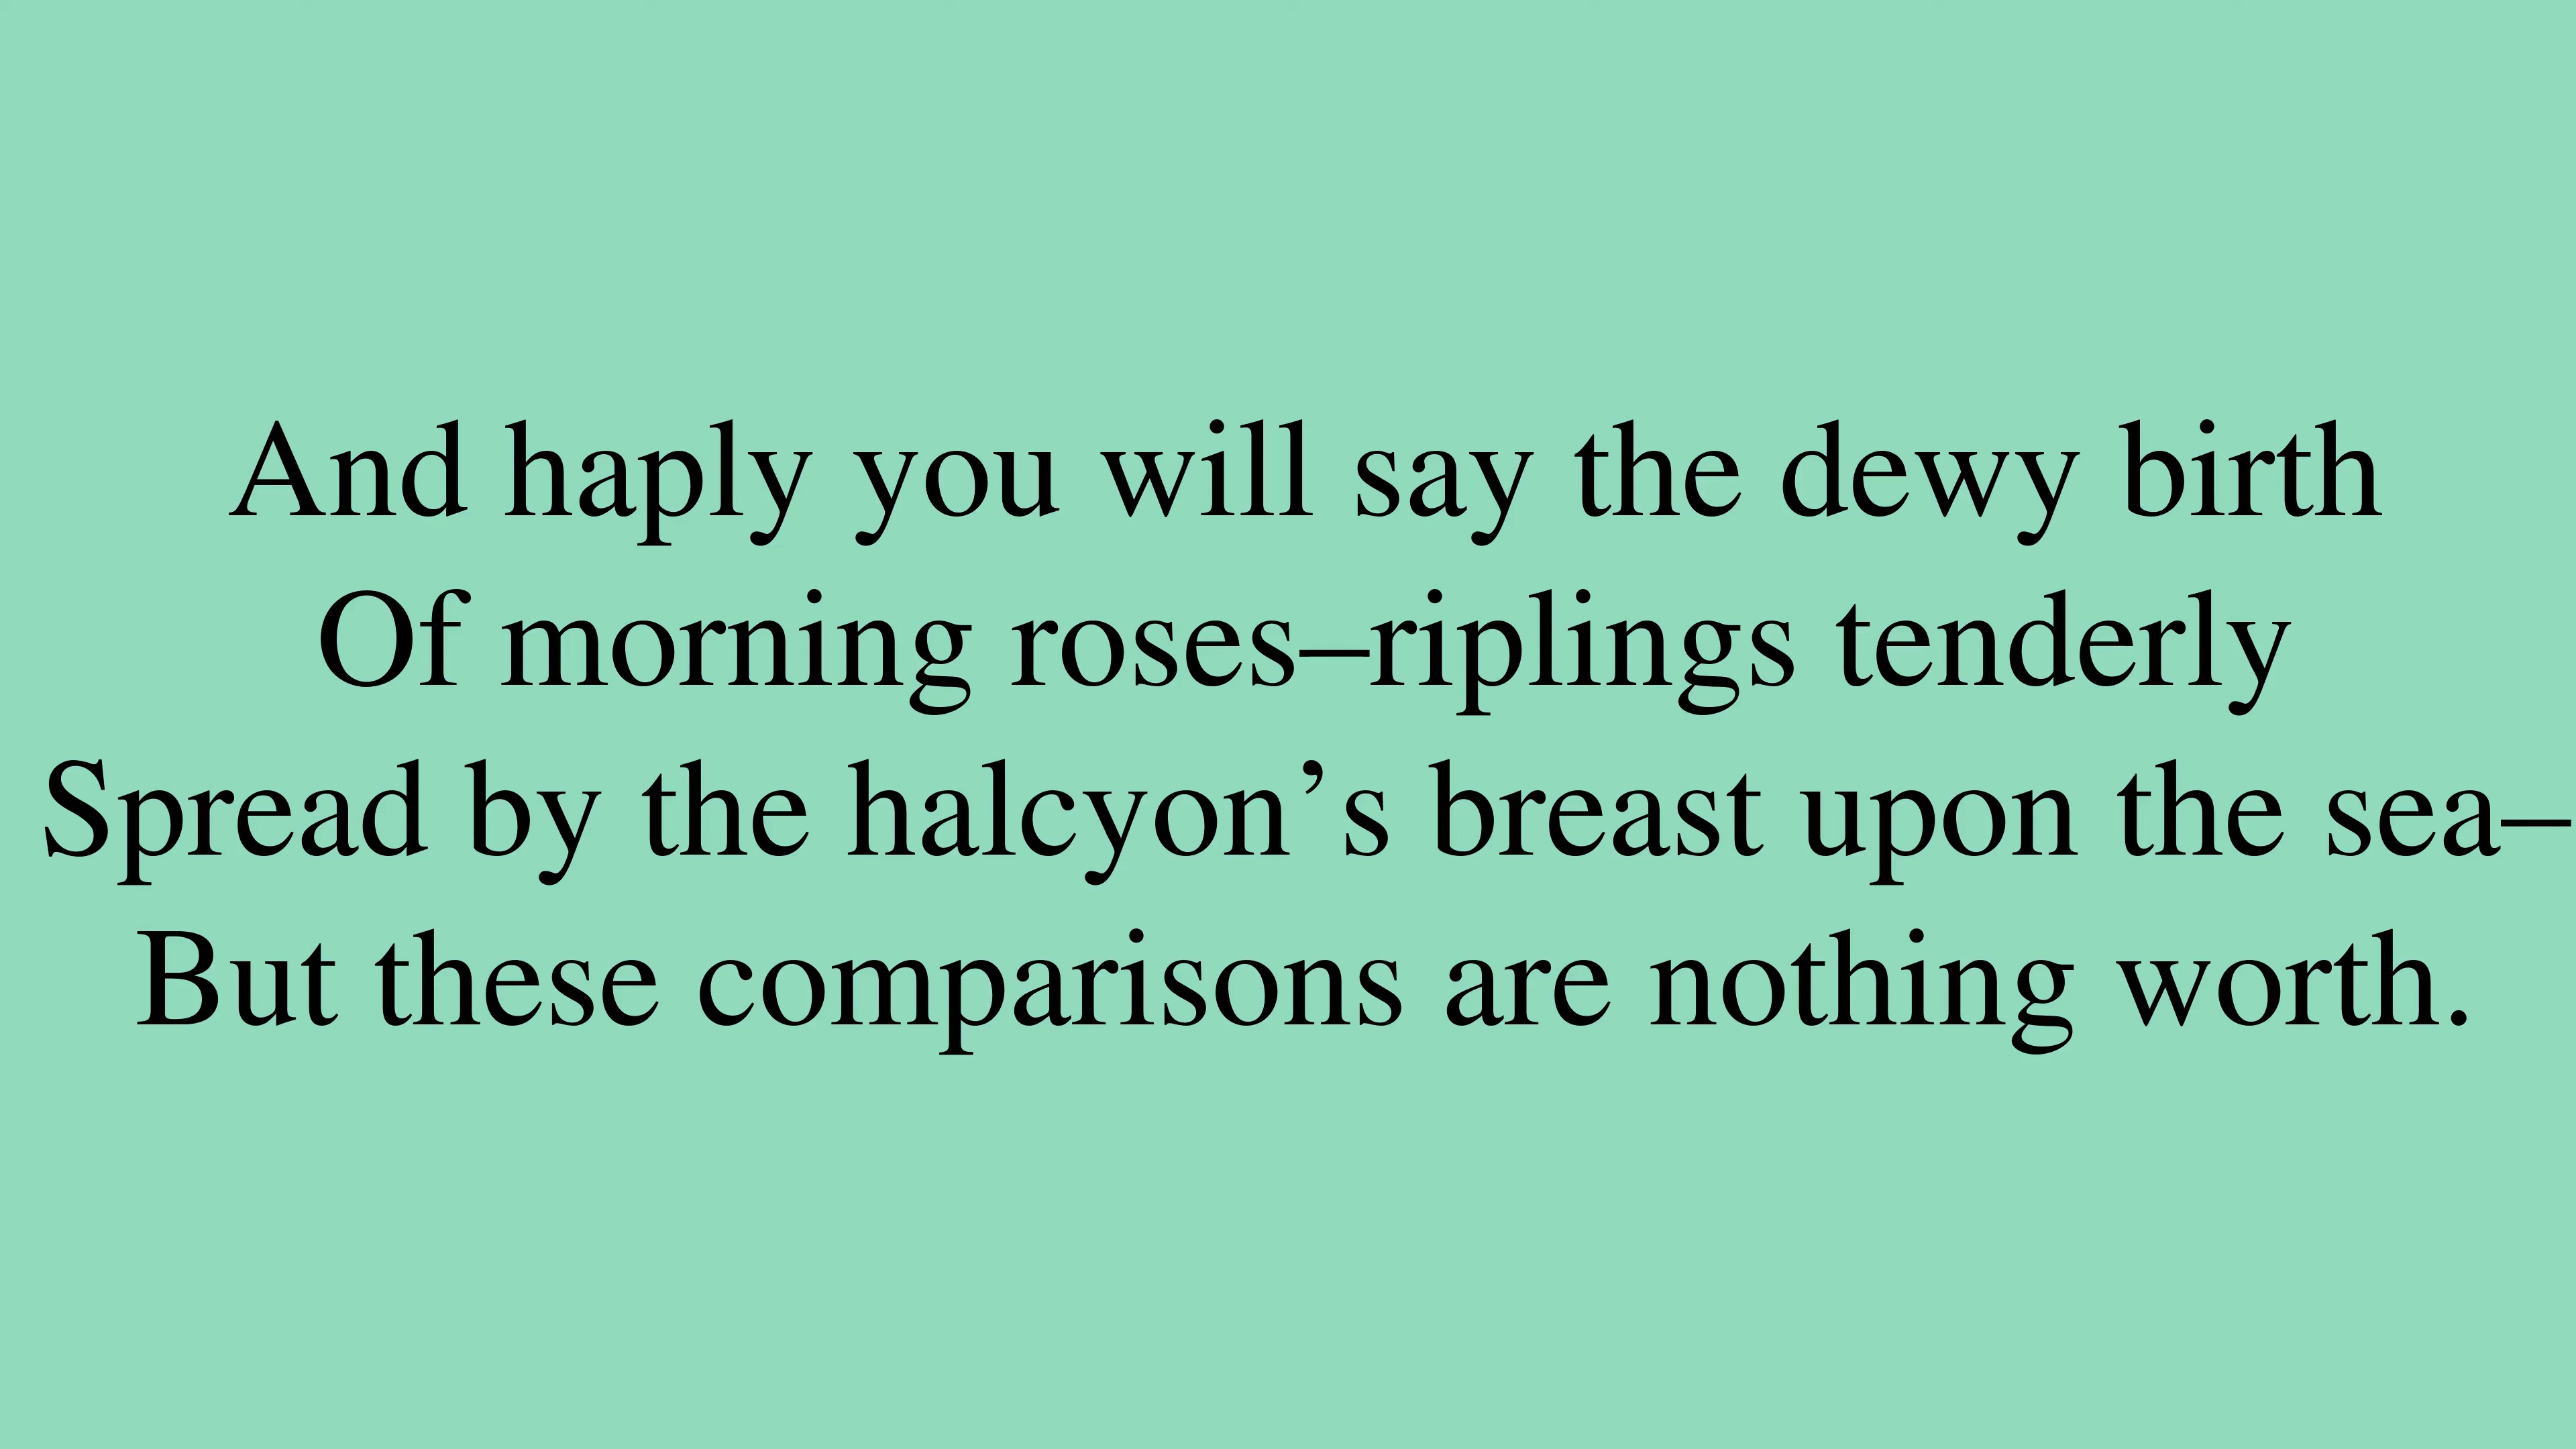 And haply you will say the dewy birth
Of morning roses–riplings tenderly
Spread by the halcyon’s breast upon the sea–
But these comparisons are nothing worth.